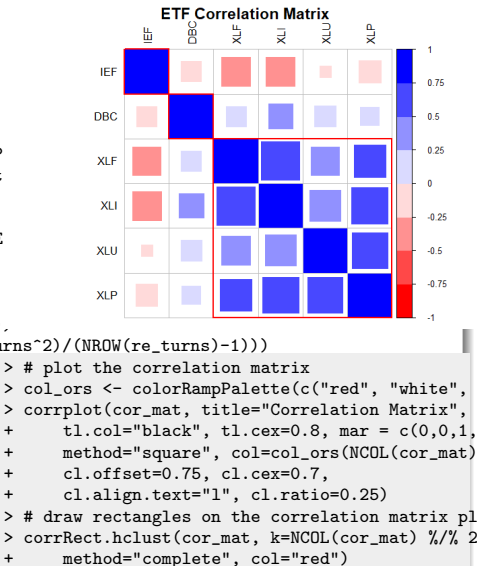 ETF Correlation Matrix
IEF DBC XLF XLI XLU XLP
IEF
DBC
XLF
XLI
XLU
XLP
1
0.75
0.5
0.25
0
-0.25
-0.5
-0.75
-1
urns^2)/(NROW(re_turns)-1)))
> # plot the correlation matrix
> col_ors <- colorRampPalette(c("red", "white",
> corrplot(cor_mat, title="Correlation Matrix",
+     tl.col="black", tl.cex=0.8, mar = c(0,0,1,
+     method="square", col=col_ors(NCOL(cor_mat)
+     cl.offset=0.75, cl.cex=0.7,
+     cl.align.text="l", cl.ratio=0.25)
> # draw rectangles on the correlation matrix pl
> corrRect.hclust(cor_mat, k=NCOL(cor_mat) %/% 2
+     method="complete", col="red")